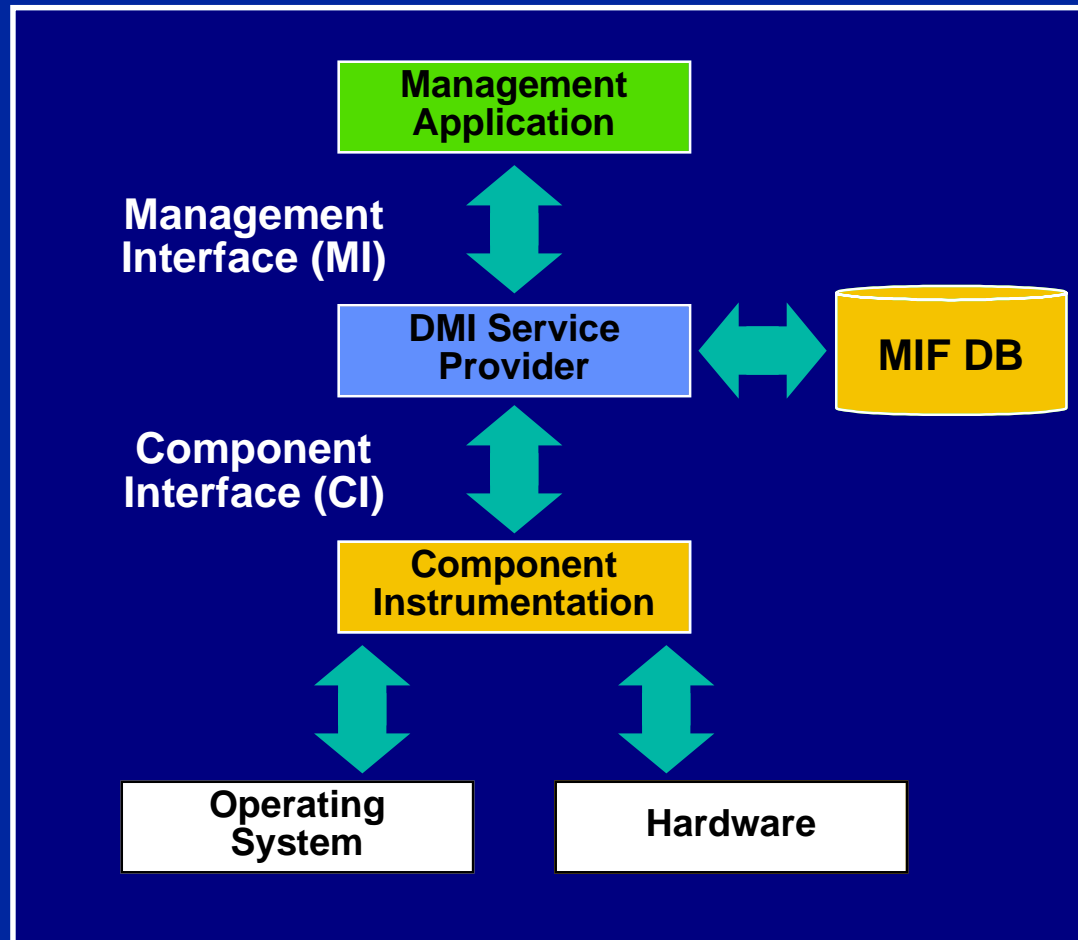 Management
Application
Management
Interface (MI)
DMI Service
Provider
MIF DB
Component
Interface (CI)
Component
Instrumentation
Operating
System
Hardware